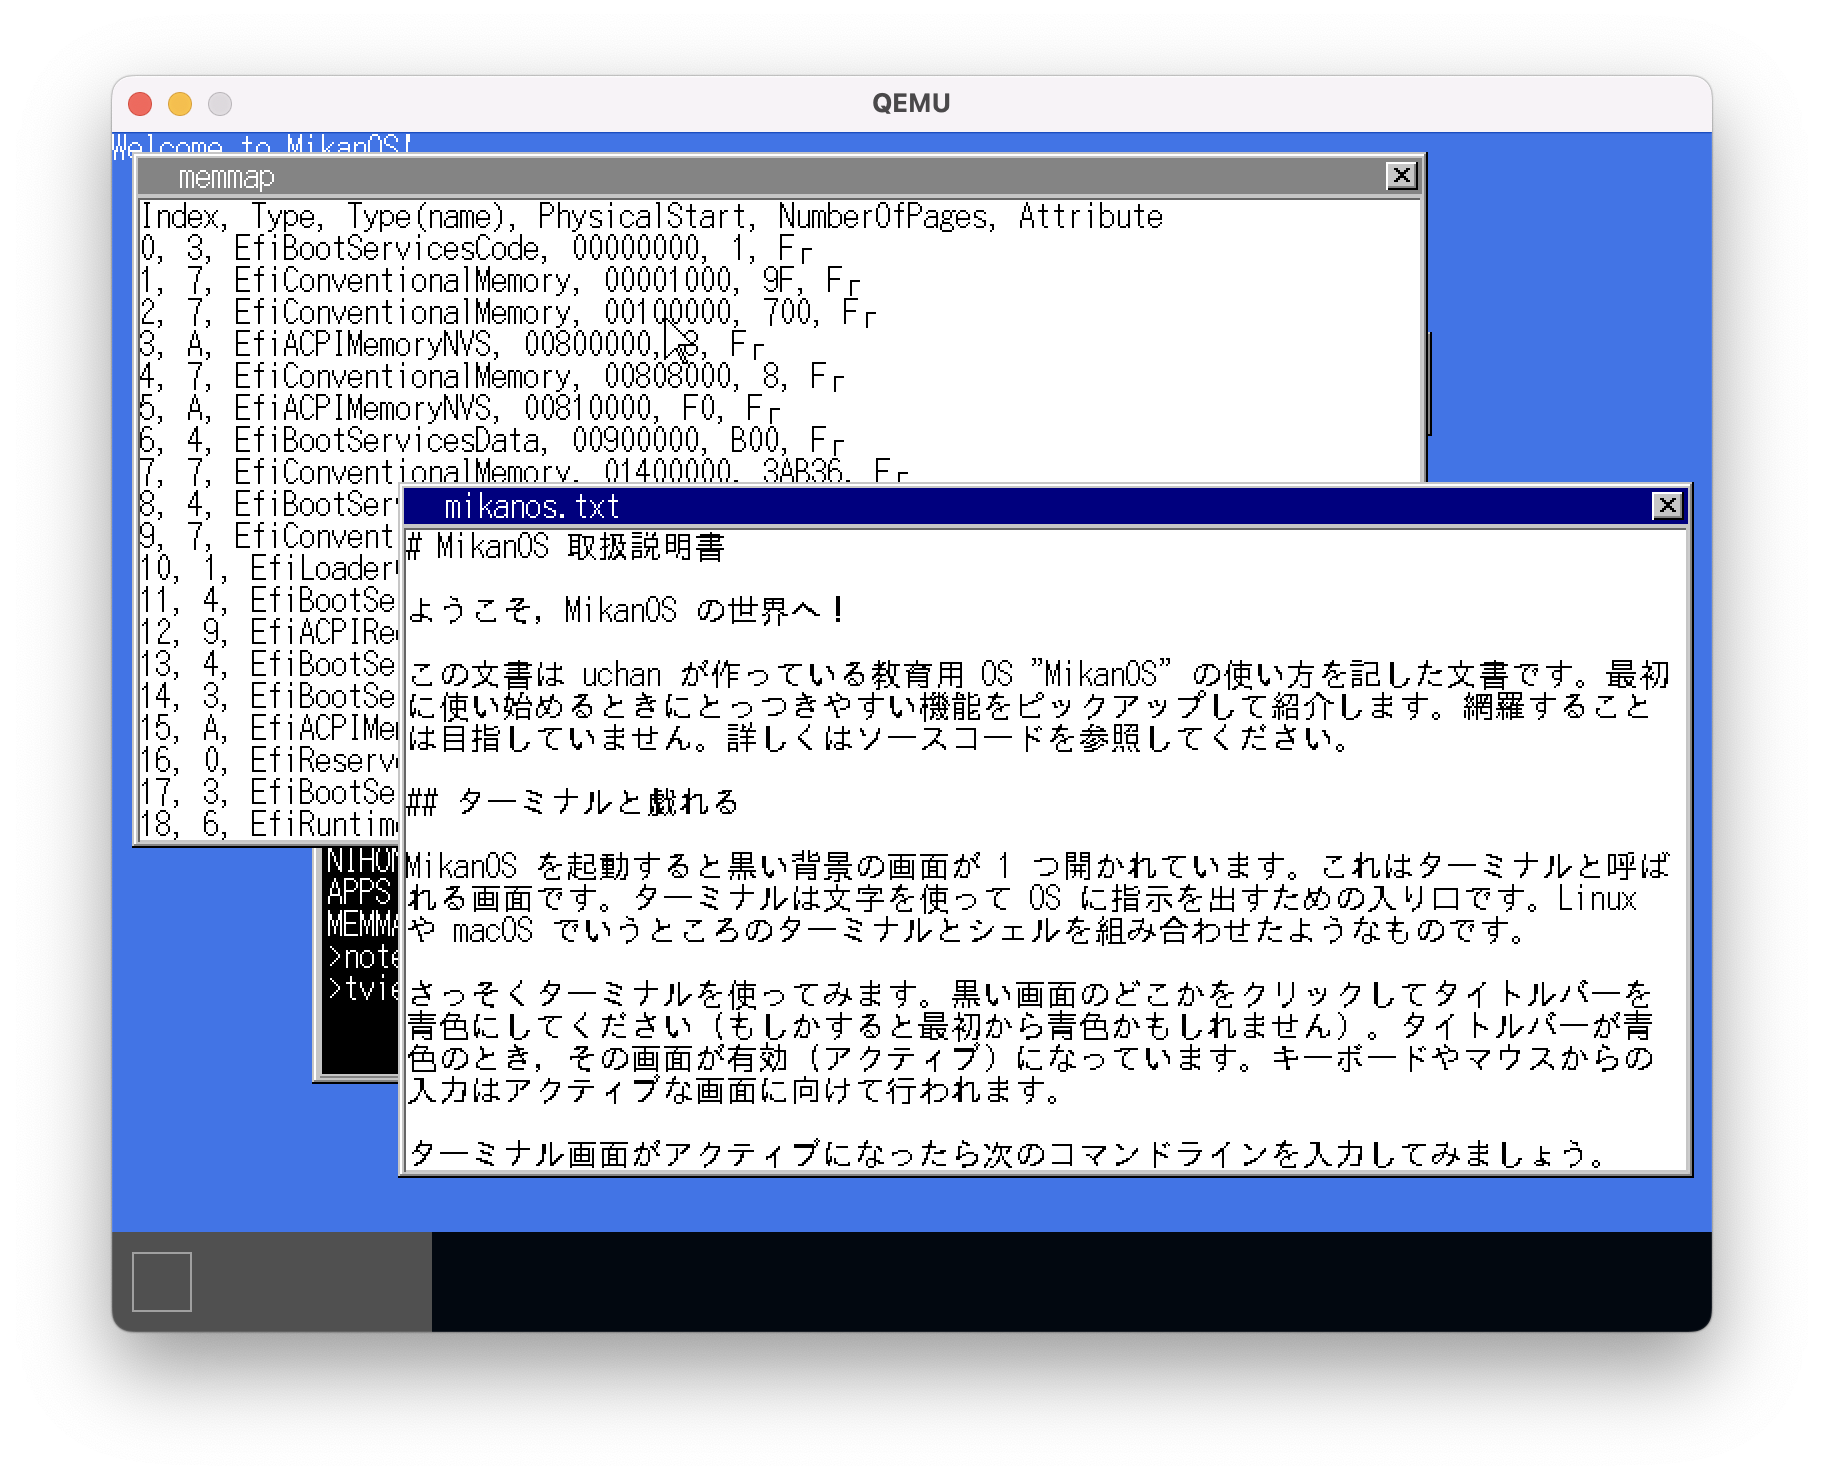 QEMU
Welcome to MikanOS!
memmap
Index, Type, Type(name), PhysicalStart, NumberOfPages, Attribute
0, 3, EfiBootServicesCode, 00000000, 1, F┌
1, 7, EfiConventionalMemory, 00001000, 9F, F┌
2, 7, EfiConventionalMemory, 00100000, 700, F┌
3, A, EfiACPIMemoryNVS, 00800000, 8, F┌
4, 7, EfiConventionalMemory, 00808000, 8, F┌
5, A, EfiACPIMemoryNVS, 00810000, F0, F┌
6, 4, EfiBootServicesData, 00900000, B00, F┌
7, 7, EfiConventionalMemory, 01400000, 3AB36, F┌
8, 4, EfiBootSer
9, 7, EfiConvent
10, 1, EfiLoader
11, 4, EfiBootSe
12, 9, EfiACPIRe
13, 4, EfiBootSe
14, 3, EfiBootSe
15, A, EfiACPIMe
16, 0, EfiReserv
17, 3, EfiBootSe
18, 6, EfiRuntim
NIHON
APPS
MEMMA
>note
>tvie
mikanos.txt
# MikanOS 取扱説明書
ようこそ, MikanOS の世界へ！
この文書は uchan が作っている教育用 OS "MikanOS" の使い方を記した文書です。最初
に使い始めるときにとっつきやすい機能をピックアップして紹介します。網羅すること
は目指していません。詳しくはソースコードを参照してください。
## ターミナルと戯れる
MikanOS を起動すると黒い背景の画面が 1 つ開かれています。これはターミナルと呼ば
れる画面です。ターミナルは文字を使って OS に指示を出すための入り口です。Linux
や macOS でいうところのターミナルとシェルを組み合わせたようなものです。
さっそくターミナルを使ってみます。黒い画面のどこかをクリックしてタイトルバーを
青色にしてください（もしかすると最初から青色かもしれません）。タイトルバーが青
色のとき, その画面が有効（アクティブ）になっています。キーボードやマウスからの
入力はアクティブな画面に向けて行われます。
ターミナル画面がアクティブになったら次のコマンドラインを入力してみましょう。